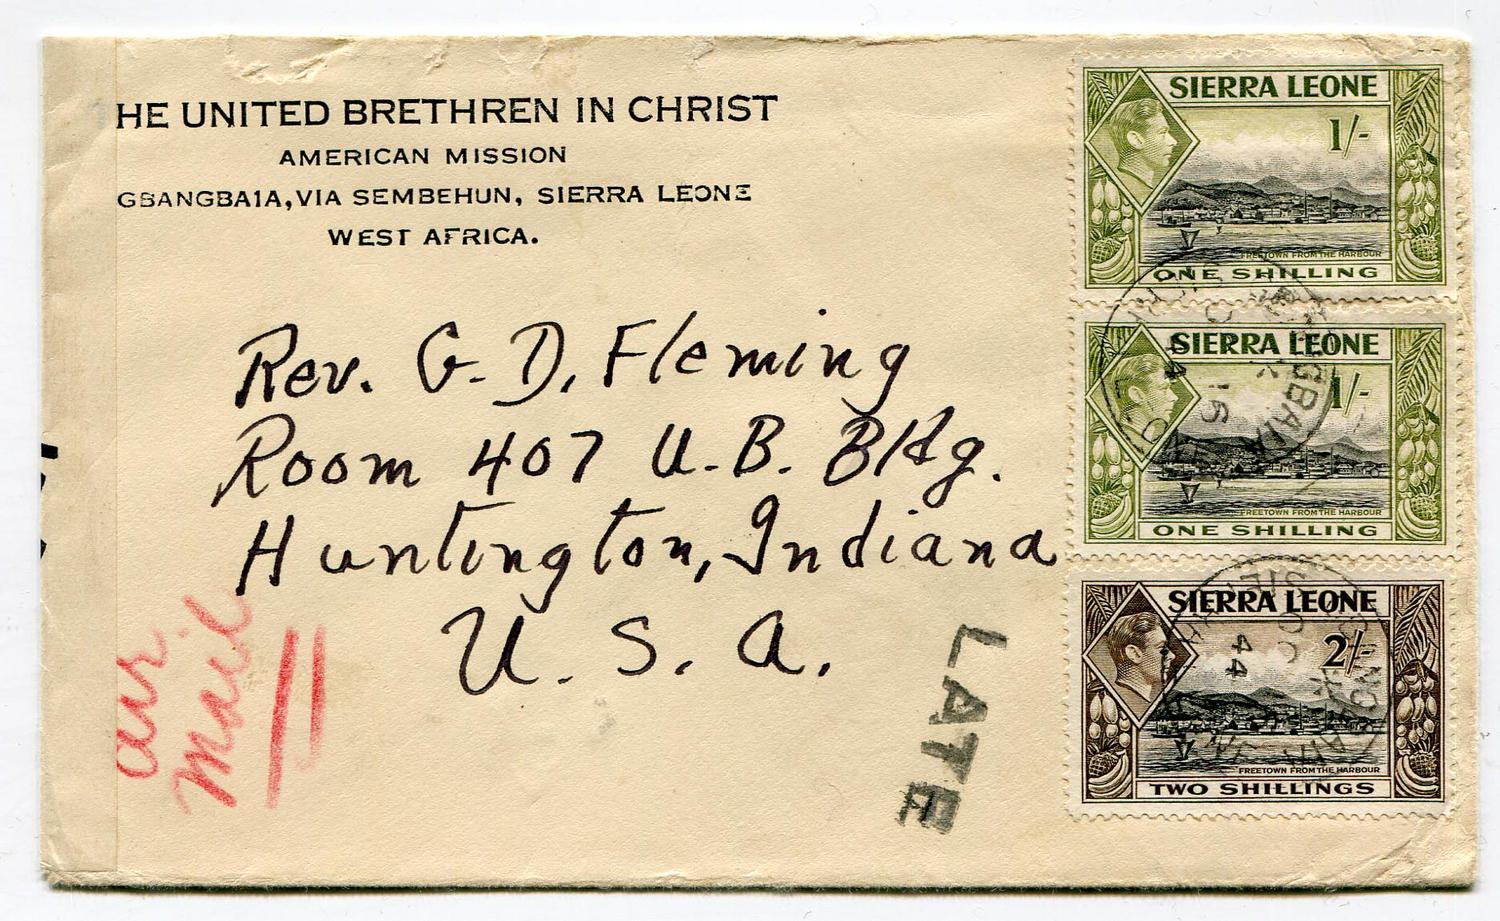 HE UNITED BRETHREN IN CHRIST
AMERICAN MISSION
GBANGBAIA, VIA SEMBEHUN, SIERRA LEONE
WEST AFRICA.
Rev. G. D. Fleming
Room 407 U. B. Bldg.
Huntington, Indiana
U. S. A.
air
mail
LATE
SIERRA LEONE
1/-
FREETOWN FROM THE HARBOUR
ONE SHILLING
SIERRA LEONE
1/-
FREETOWN FROM THE HARBOUR
ONE SHILLING
SIERRA LEONE
2/-
FREETOWN FROM THE HARBOUR
TWO SHILLINGS
44